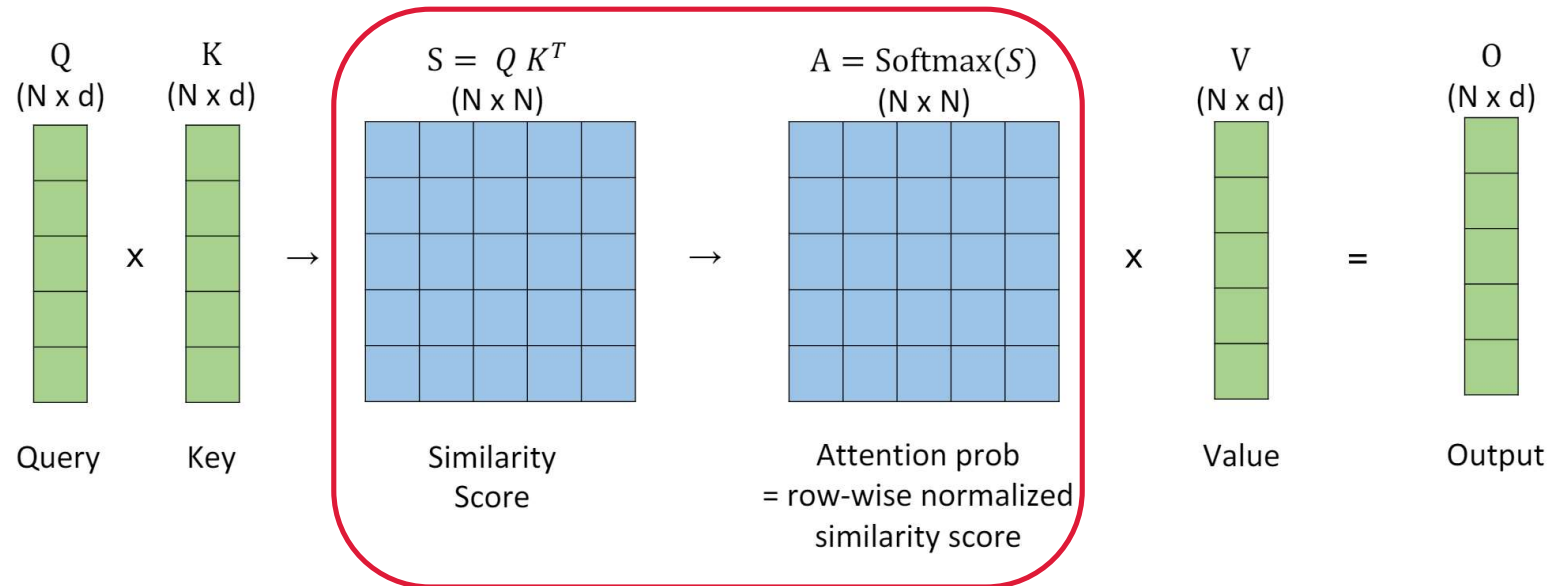 Q
(N x d)
K
(N x d)
S = Q K^T
(N x N)
A = Softmax(S)
(N x N)
V
(N x d)
O
(N x d)
x
→
→
x
=
Query
Key
Similarity
Score
Attention prob
= row-wise normalized
similarity score
Value
Output